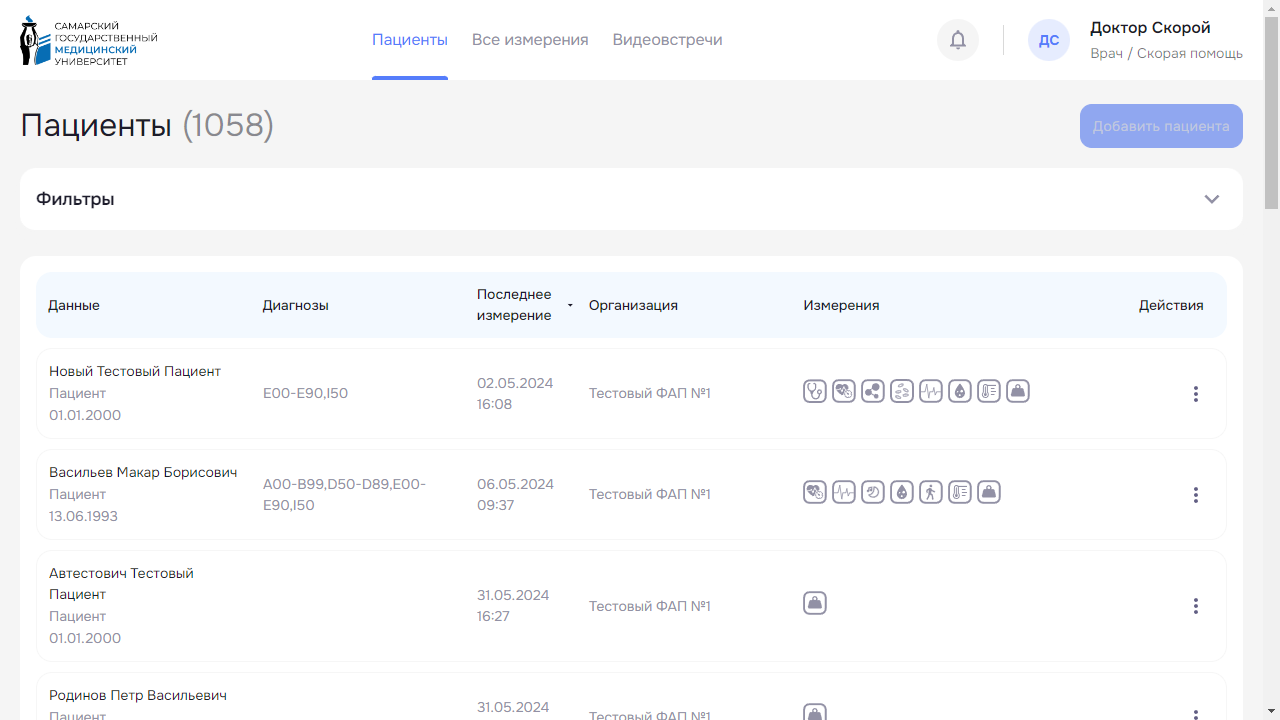 САМАРСКИЙ
ГОСУДАРСТВЕННЫЙ
МЕДИЦИНСКИЙ
УНИВЕРСИТЕТ
Пациенты Все измерения Видеовстречи
ДС
Доктор Скорой
Врач / Скорая помощь
Пациенты (1058)
Добавить пациента
Фильтры
Данные Диагнозы Последнее измерение Организация Измерения Действия
Новый Тестовый Пациент
Пациент
01.01.2000
E00-E90,I50
02.05.2024
16:08
Тестовый ФАП №1
Васильев Макар Борисович
Пациент
13.06.1993
A00-B99,D50-D89,E00-
E90,I50
06.05.2024
09:37
Тестовый ФАП №1
Автестович Тестовый
Пациент
Пациент
01.01.2000
31.05.2024
16:27
Тестовый ФАП №1
Родинов Петр Васильевич
Пациент
31.05.2024
Тестовый ФАП №1